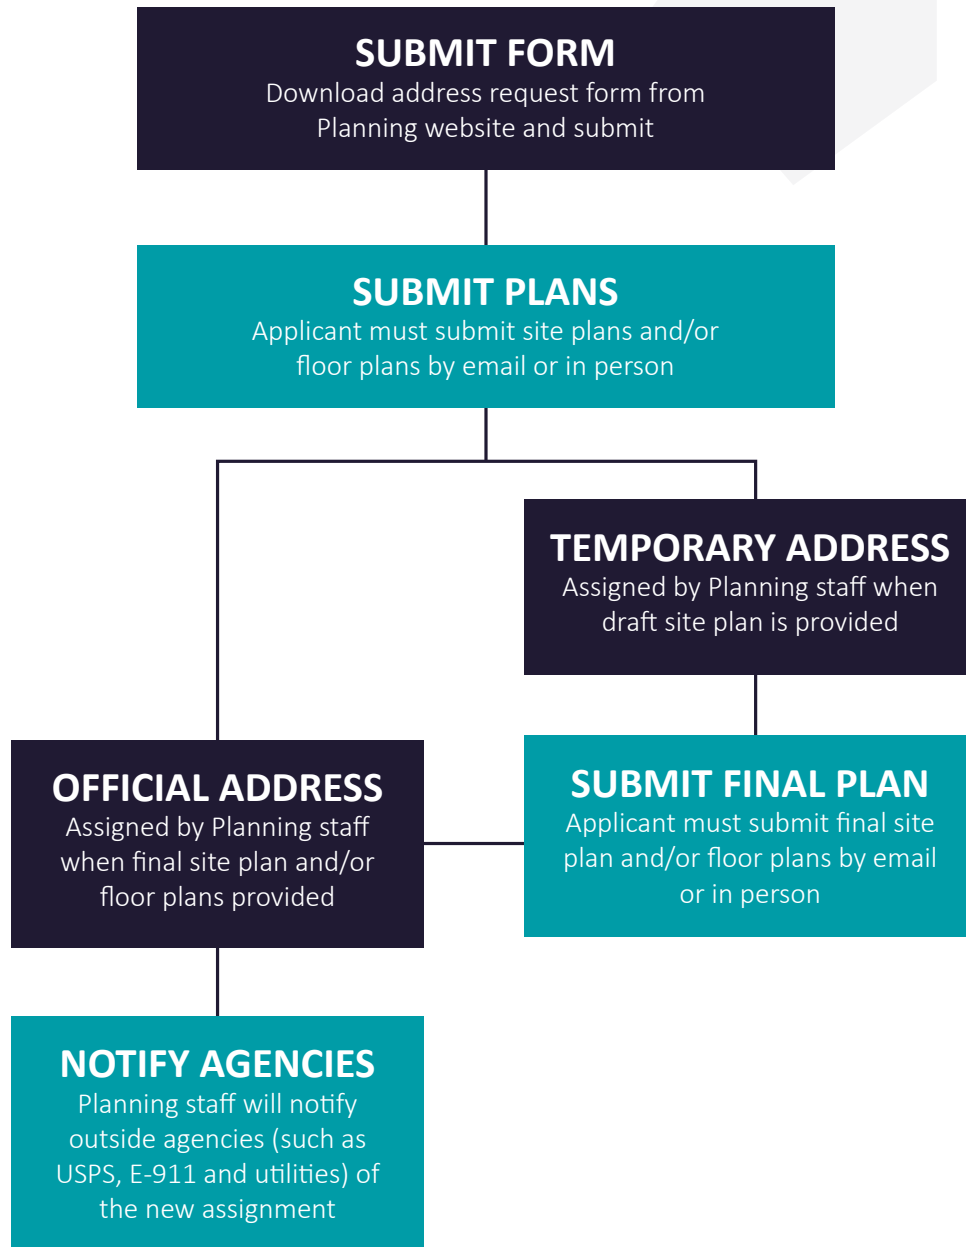 SUBMIT FORM
Download address request form from
Planning website and submit
SUBMIT PLANS
Applicant must submit site plans and/or
floor plans by email or in person
TEMPORARY ADDRESS
Assigned by Planning staff when
draft site plan is provided
OFFICIAL ADDRESS
Assigned by Planning staff
when final site plan and/or
floor plans provided
SUBMIT FINAL PLAN
Applicant must submit final site
plan and/or floor plans by email
or in person
NOTIFY AGENCIES
Planning staff will notify
outside agencies (such as
USPS, E-911 and utilities) of
the new assignment